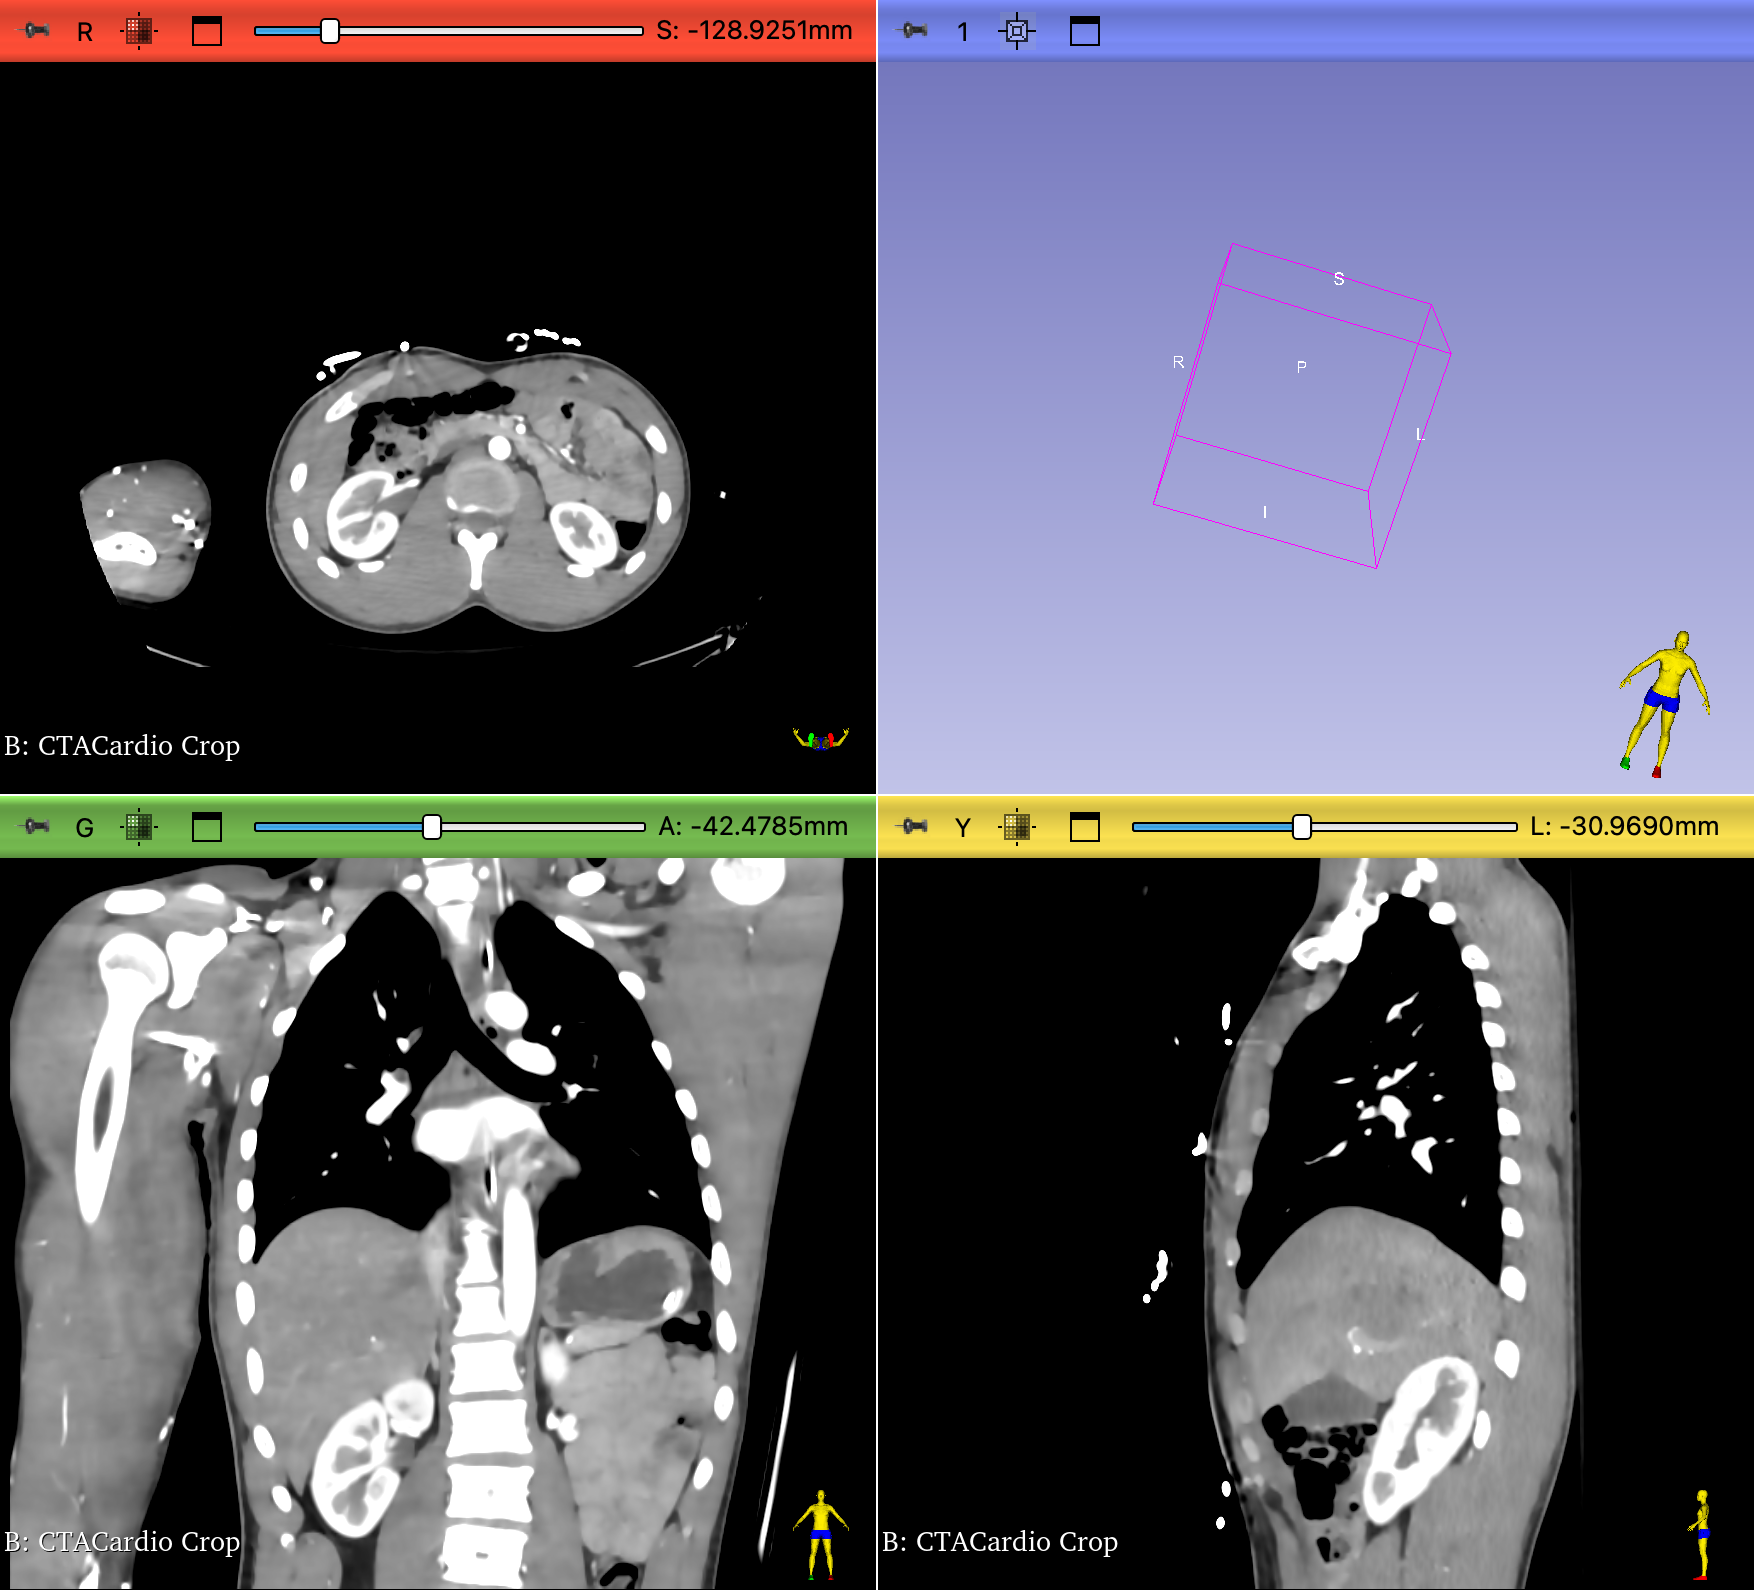 R S: -128.9251mm
1
S
R P
L
I
B: CTACardio Crop
G A: -42.4785mm
Y L: -30.9690mm
B: CTACardio Crop
B: CTACardio Crop